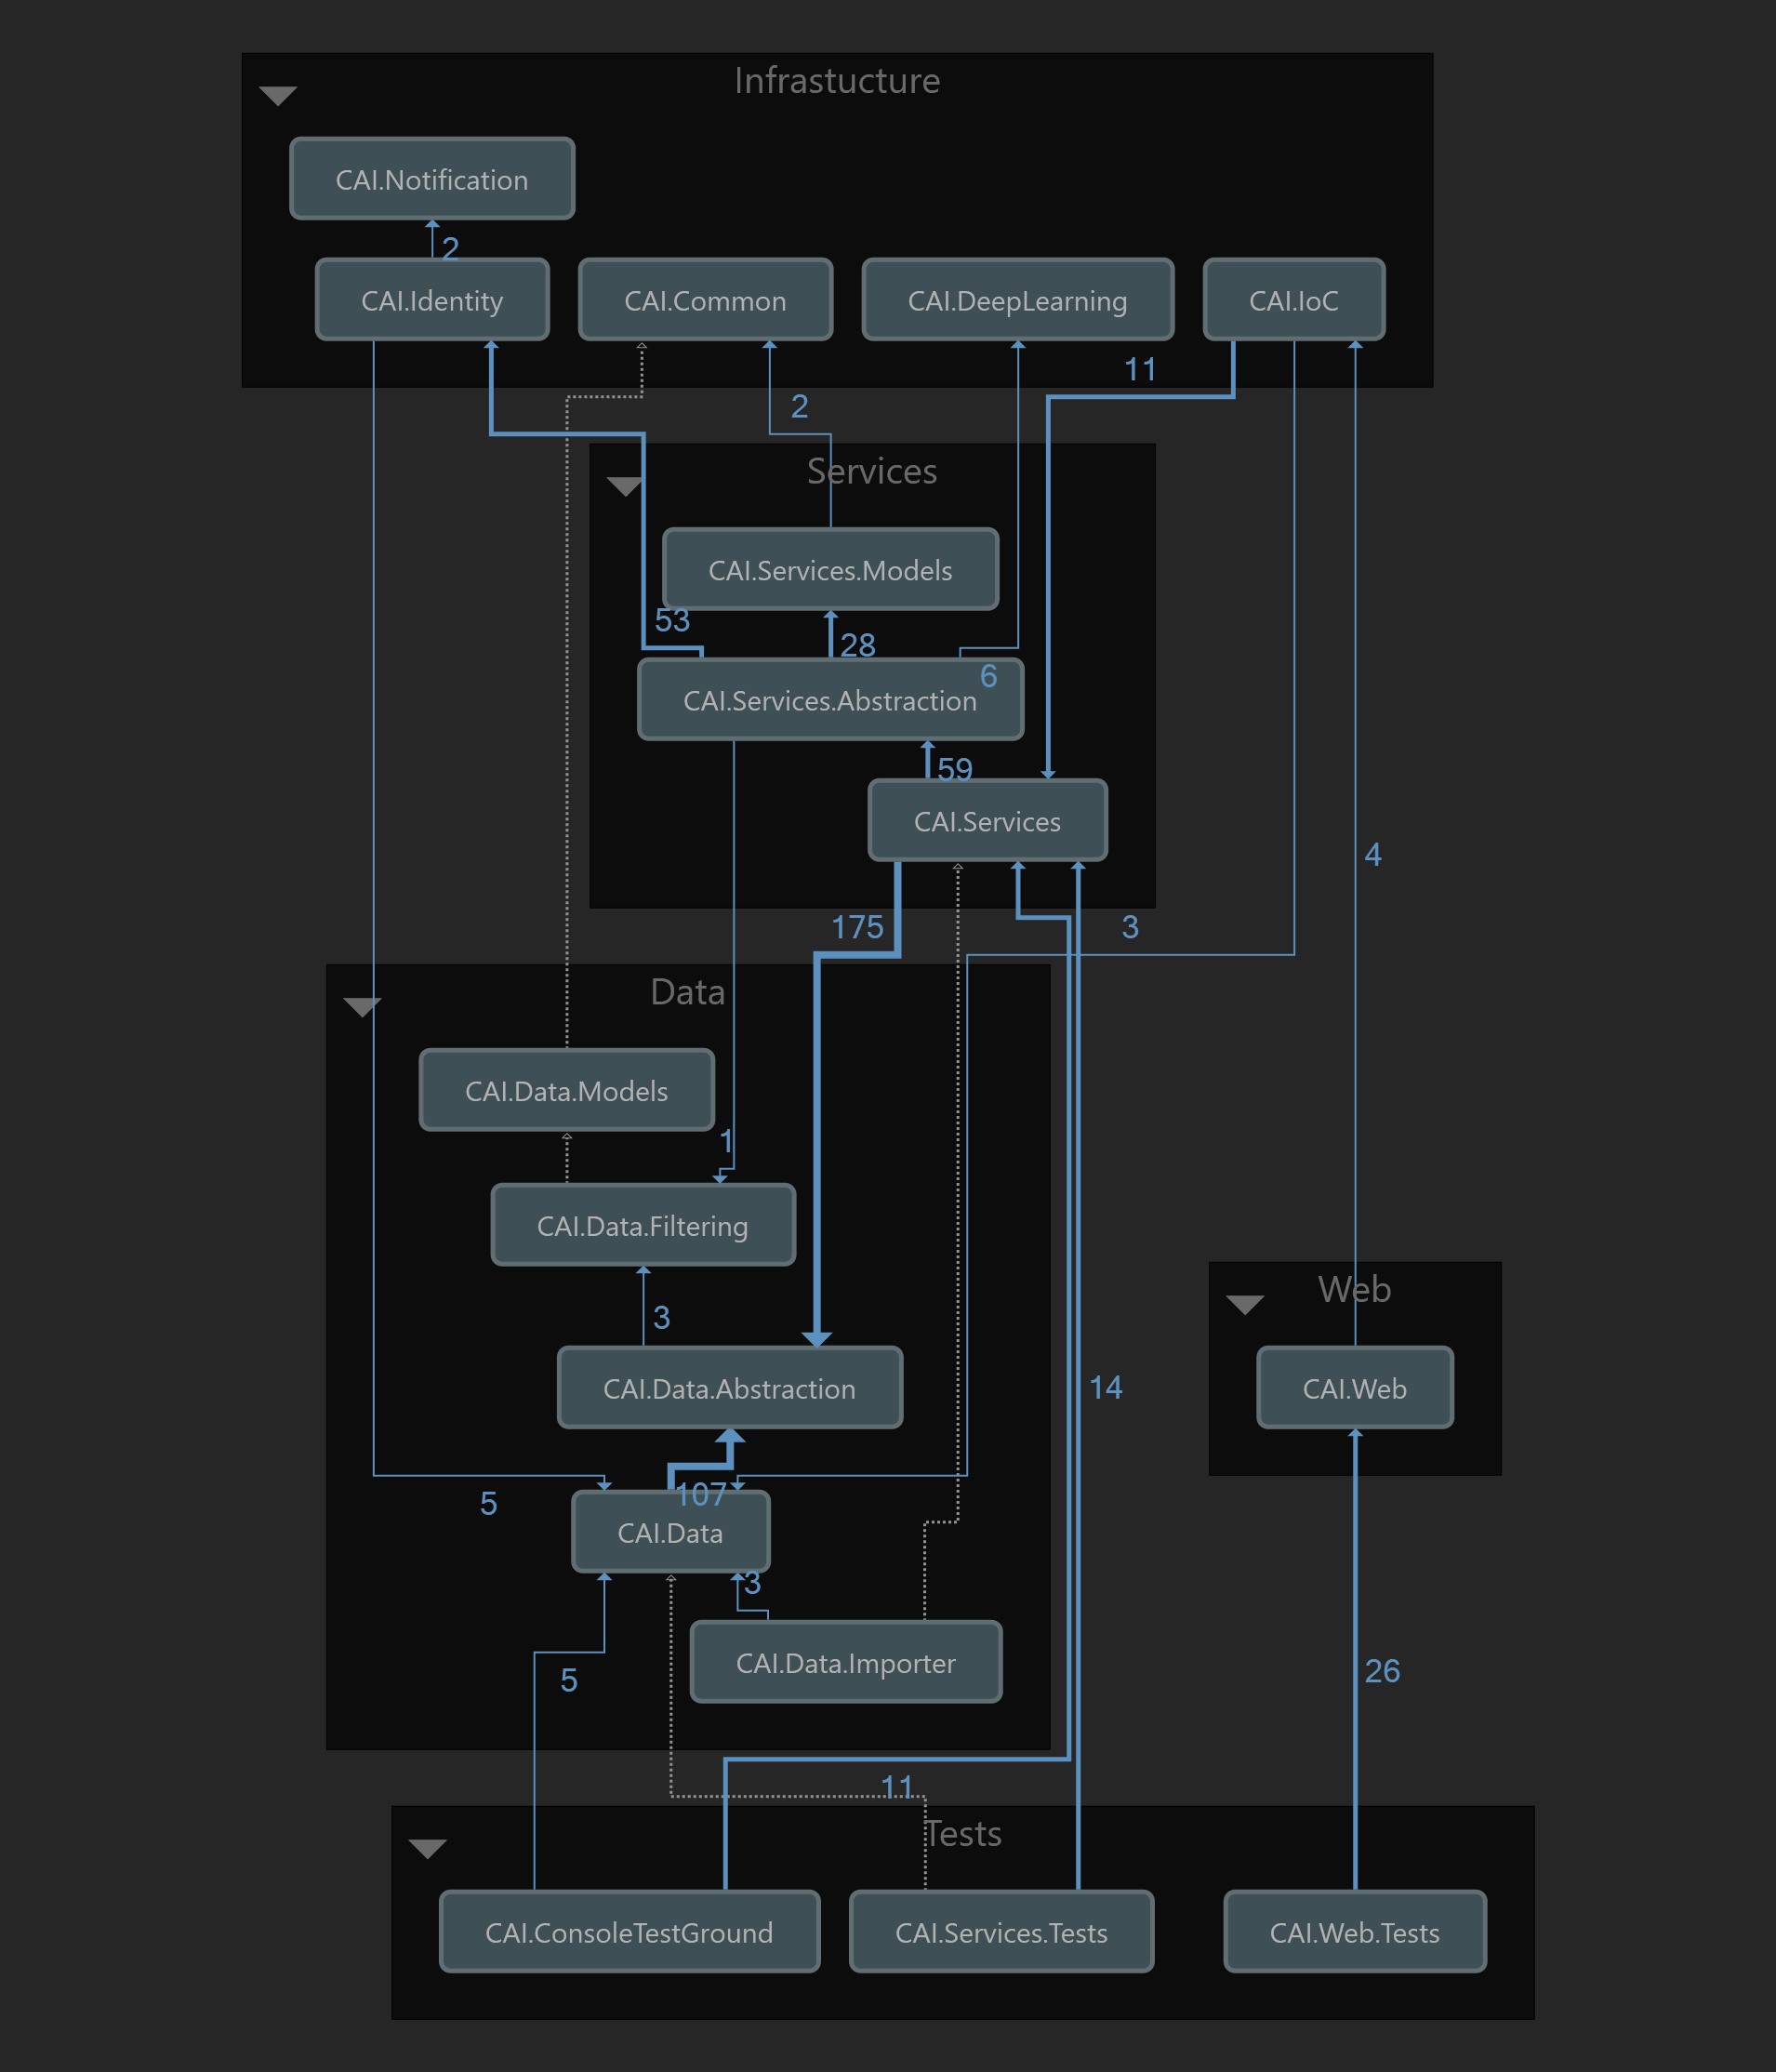 Infrastucture
CAI.Notification
2
CAI.Identity
CAI.Common
CAI.DeepLearning
CAI.IoC
11
2
Services
CAI.Services.Models
53
28
6
CAI.Services.Abstraction
59
CAI.Services
4
175
3
Data
CAI.Data.Models
1
CAI.Data.Filtering
Web
3
CAI.Data.Abstraction
14
CAI.Web
107
5
CAI.Data
3
CAI.Data.Importer
5
26
11
Tests
CAI.ConsoleTestGround
CAI.Services.Tests
CAI.Web.Tests